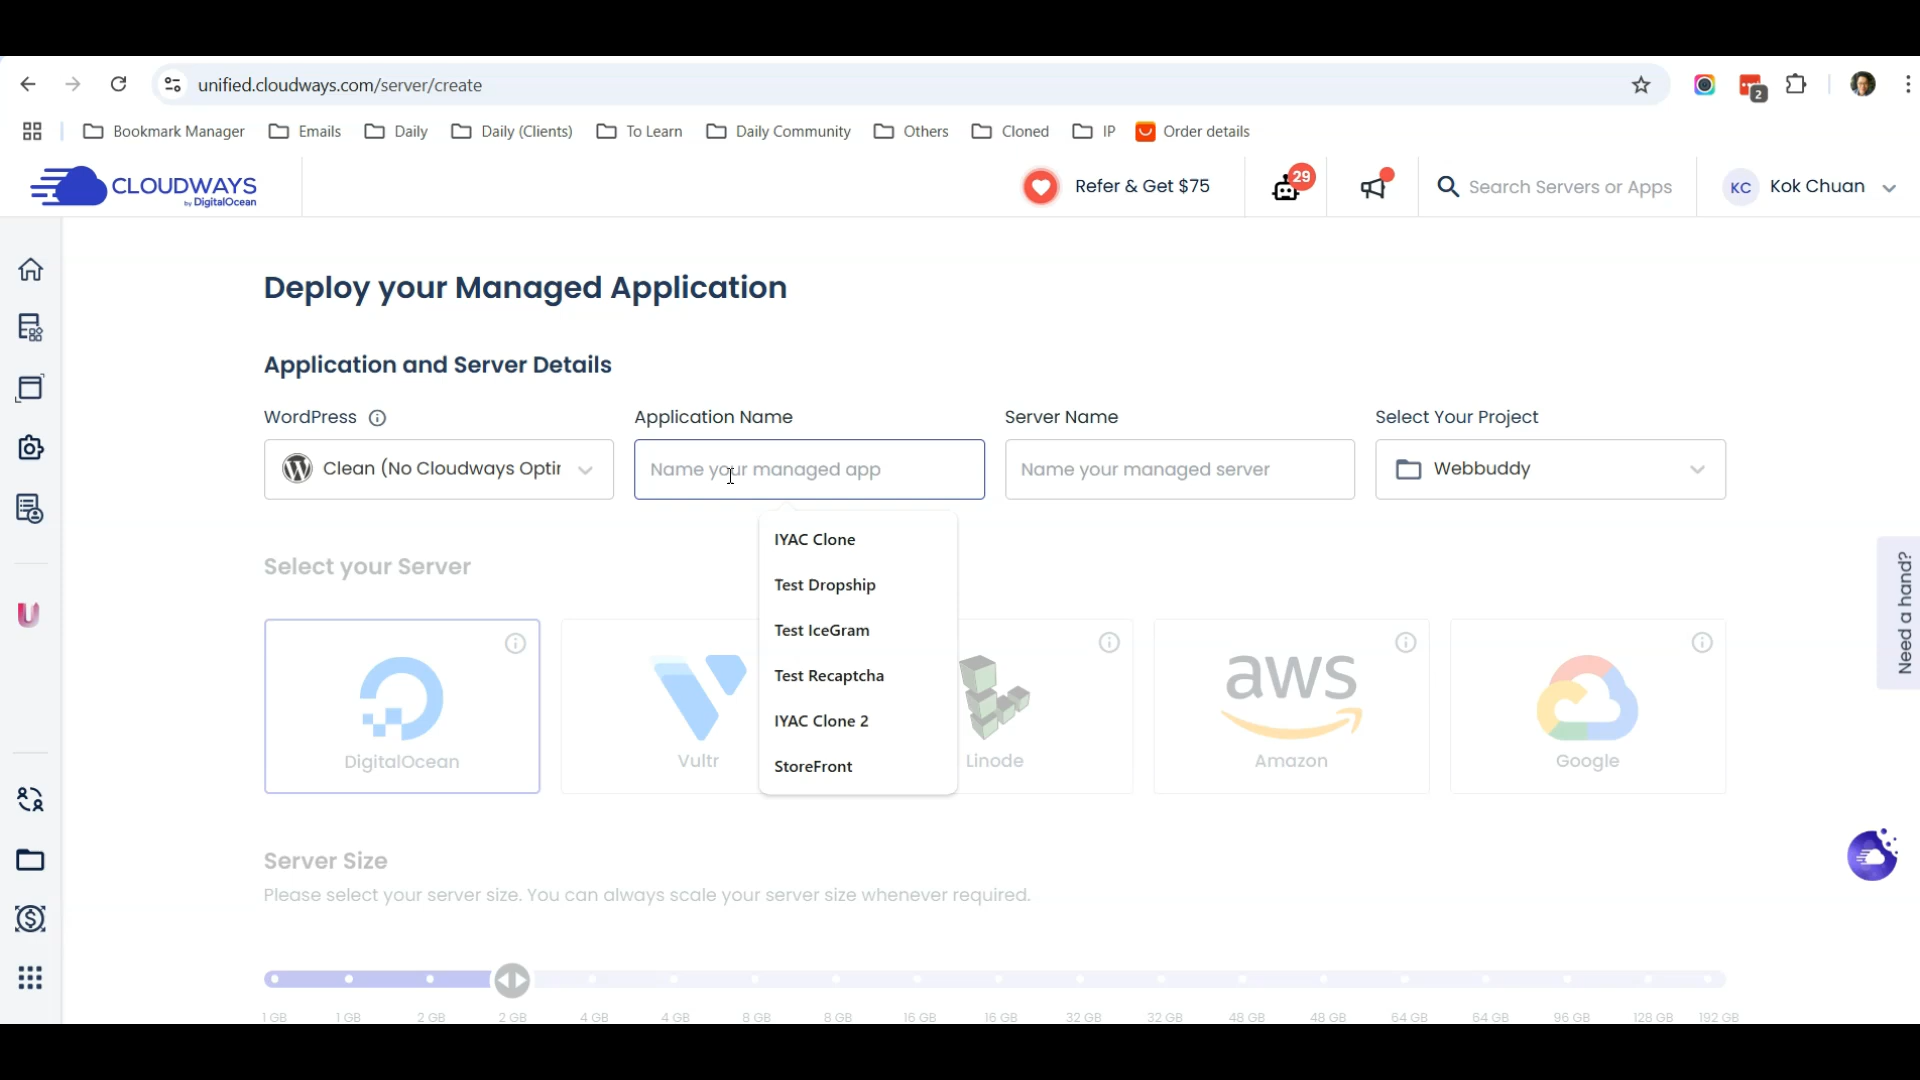 unified.cloudways.com/server/create
2
Bookmark Manager Emails Daily Daily (Clients) To Learn Daily Community Others Cloned IP Order details
CLOUDWAYS
by DigitalOcean
Refer & Get $75
29
Search Servers or Apps
KC Kok Chuan
Deploy your Managed Application
Application and Server Details
WordPress Application Name Server Name Select Your Project
Clean (No Cloudways Optir Name your managed app Name your managed server Webbuddy
IYAC Clone
Test Dropship
Test IceGram
Test Recaptcha
IYAC Clone 2
StoreFront
Select your Server
DigitalOcean Vultr Linode aws Amazon Google
Need a hand?
Server Size
Please select your server size. You can always scale your server size whenever required.
1 GB 1 GB 2 GB 2 GB 4 GB 4 GB 8 GB 8 GB 16 GB 16 GB 32 GB 32 GB 48 GB 48 GB 64 GB 64 GB 96 GB 128 GB 192 GB